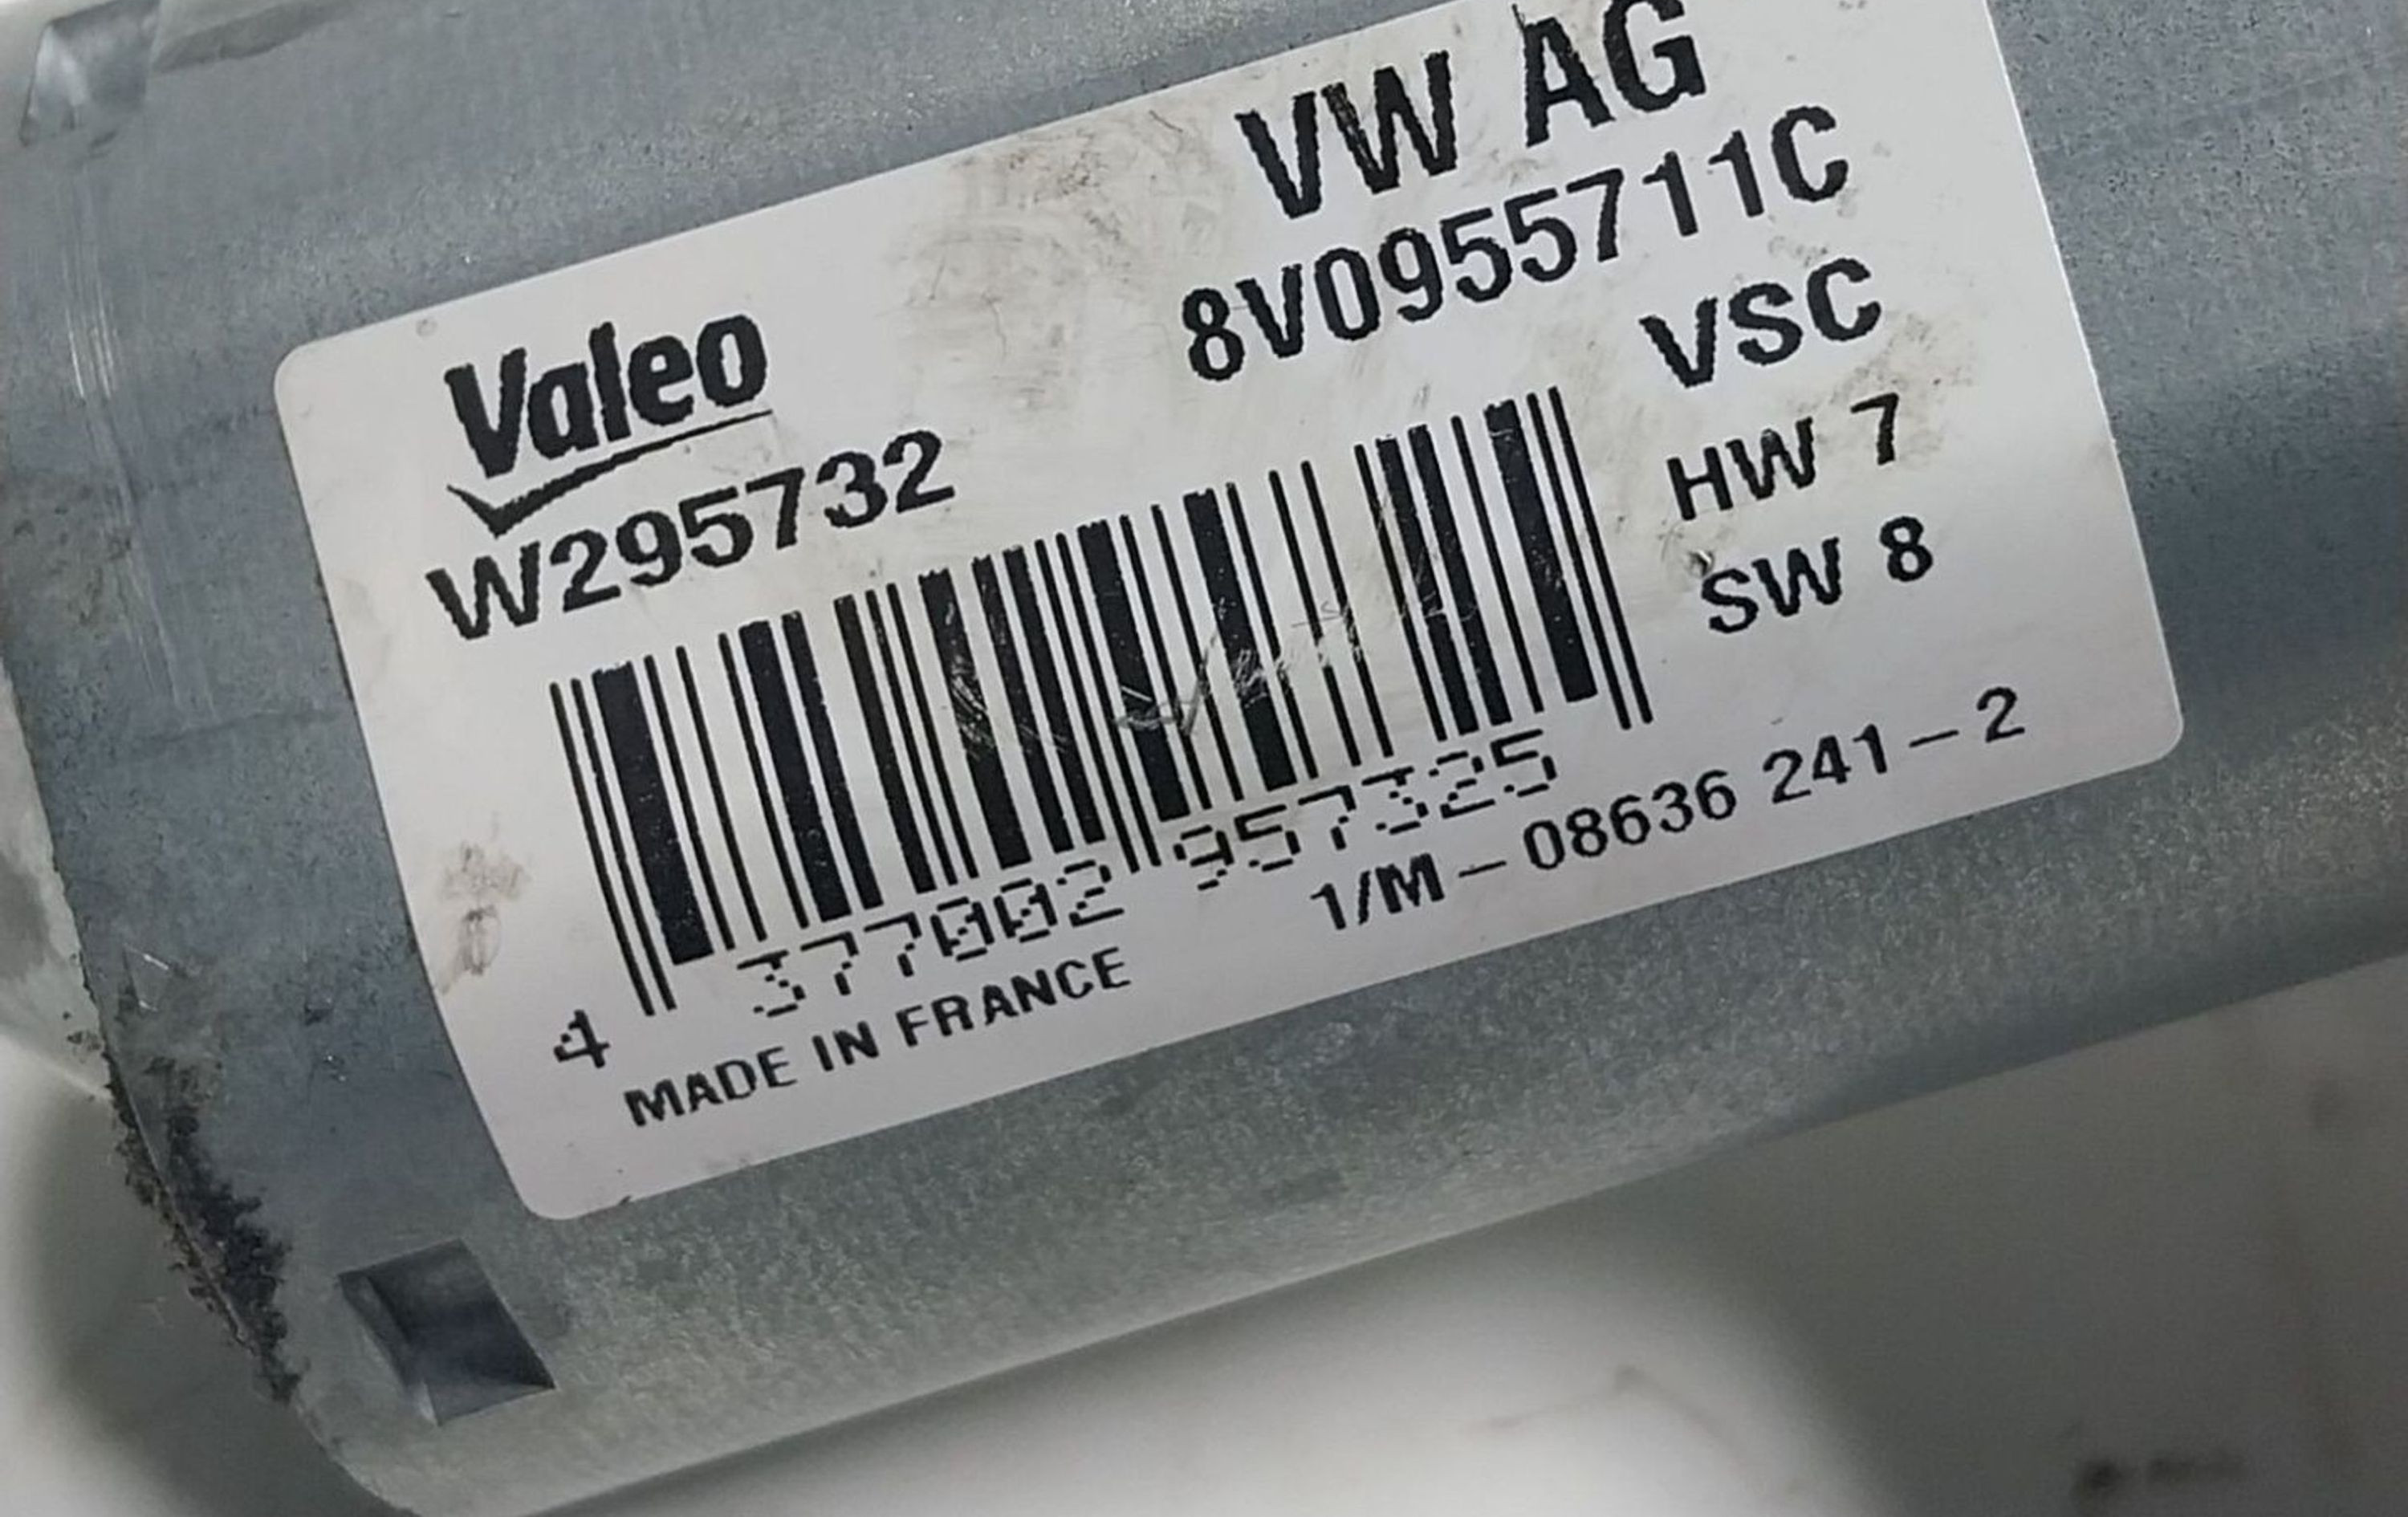 VW AG
8V0955711C
Valeo
W295732
VSC
HW 7
SW 8
4 377002 957325
1/M-08636 241-2
MADE IN FRANCE